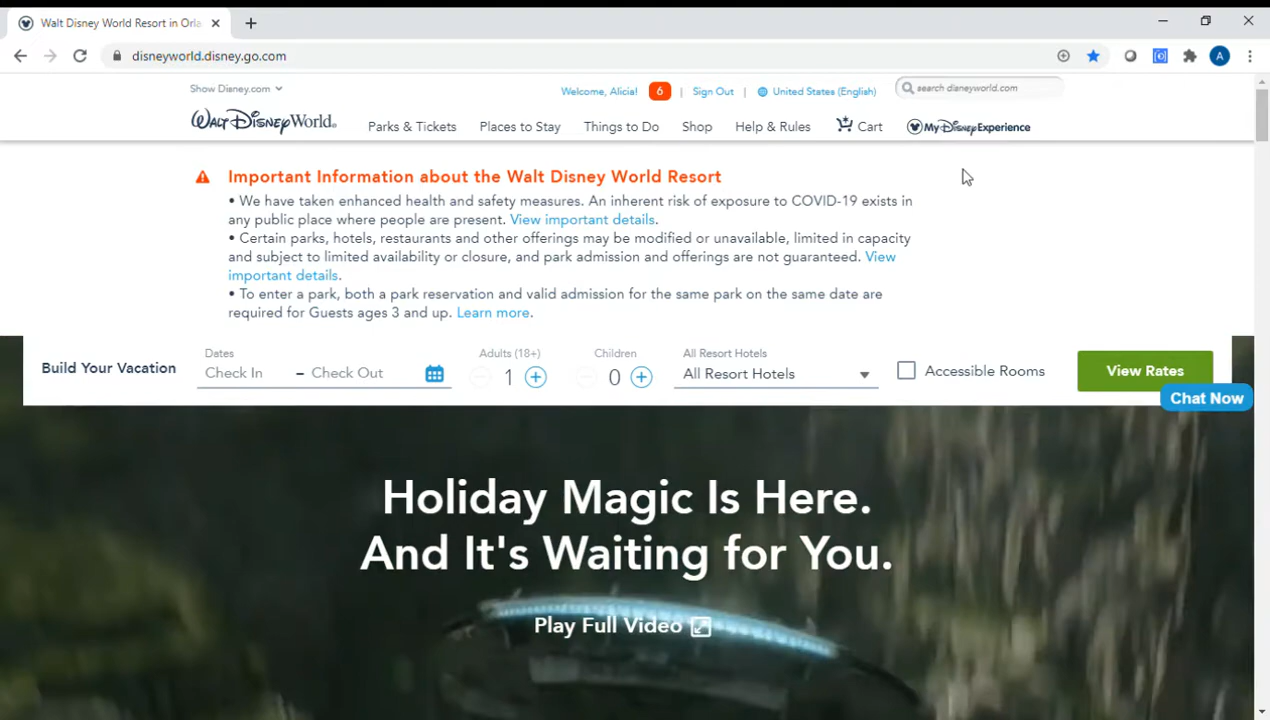 Walt Disney World Resort in Orla
disneyworld.disney.go.com
A
Show Disney.com
Welcome, Alicia! 6 | Sign Out | United States (English)
search disneyworld.com
Walt Disney World. Parks & Tickets Places to Stay Things to Do Shop Help & Rules Cart My Disney Experience
Important Information about the Walt Disney World Resort
• We have taken enhanced health and safety measures. An inherent risk of exposure to COVID-19 exists in
any public place where people are present. View important details.
• Certain parks, hotels, restaurants and other offerings may be modified or unavailable, limited in capacity
and subject to limited availability or closure, and park admission and offerings are not guaranteed. View
important details.
• To enter a park, both a park reservation and valid admission for the same park on the same date are
required for Guests ages 3 and up. Learn more.
Dates Adults (18+) Children All Resort Hotels
Build Your Vacation Check In – Check Out 1 0 All Resort Hotels Accessible Rooms View Rates
Chat Now
Holiday Magic Is Here.
And It's Waiting for You.
Play Full Video